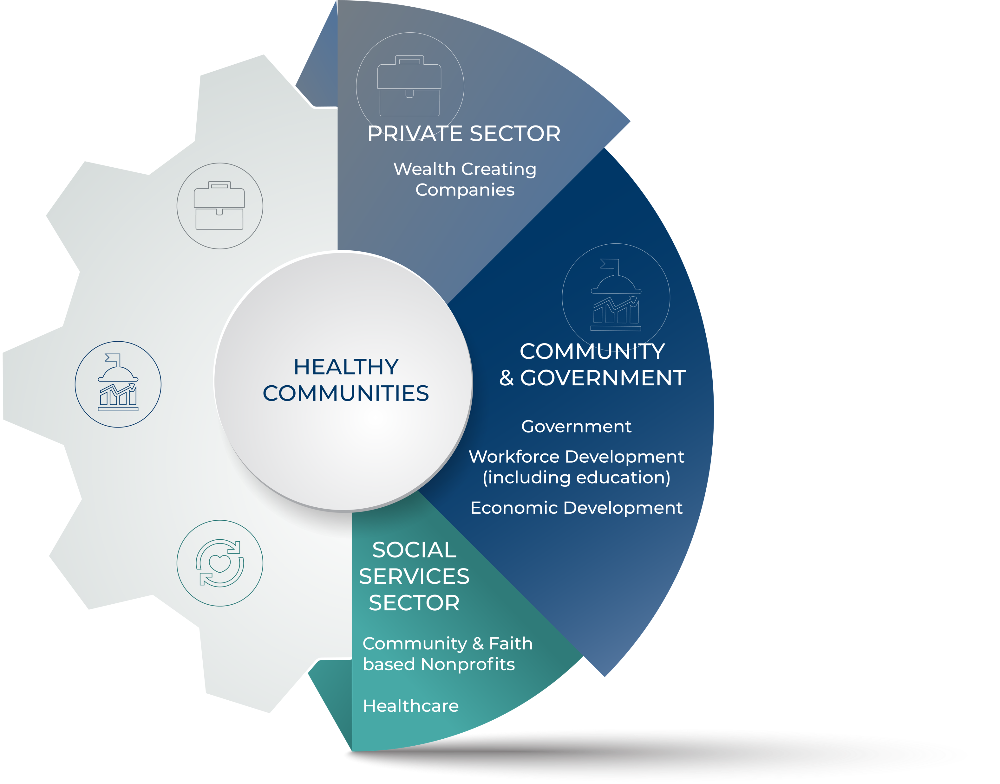 PRIVATE SECTOR
Wealth Creating
Companies
HEALTHY
COMMUNITIES
COMMUNITY
& GOVERNMENT
Government
Workforce Development
(including education)
Economic Development
SOCIAL
SERVICES
SECTOR
Community & Faith
based Nonprofits
Healthcare